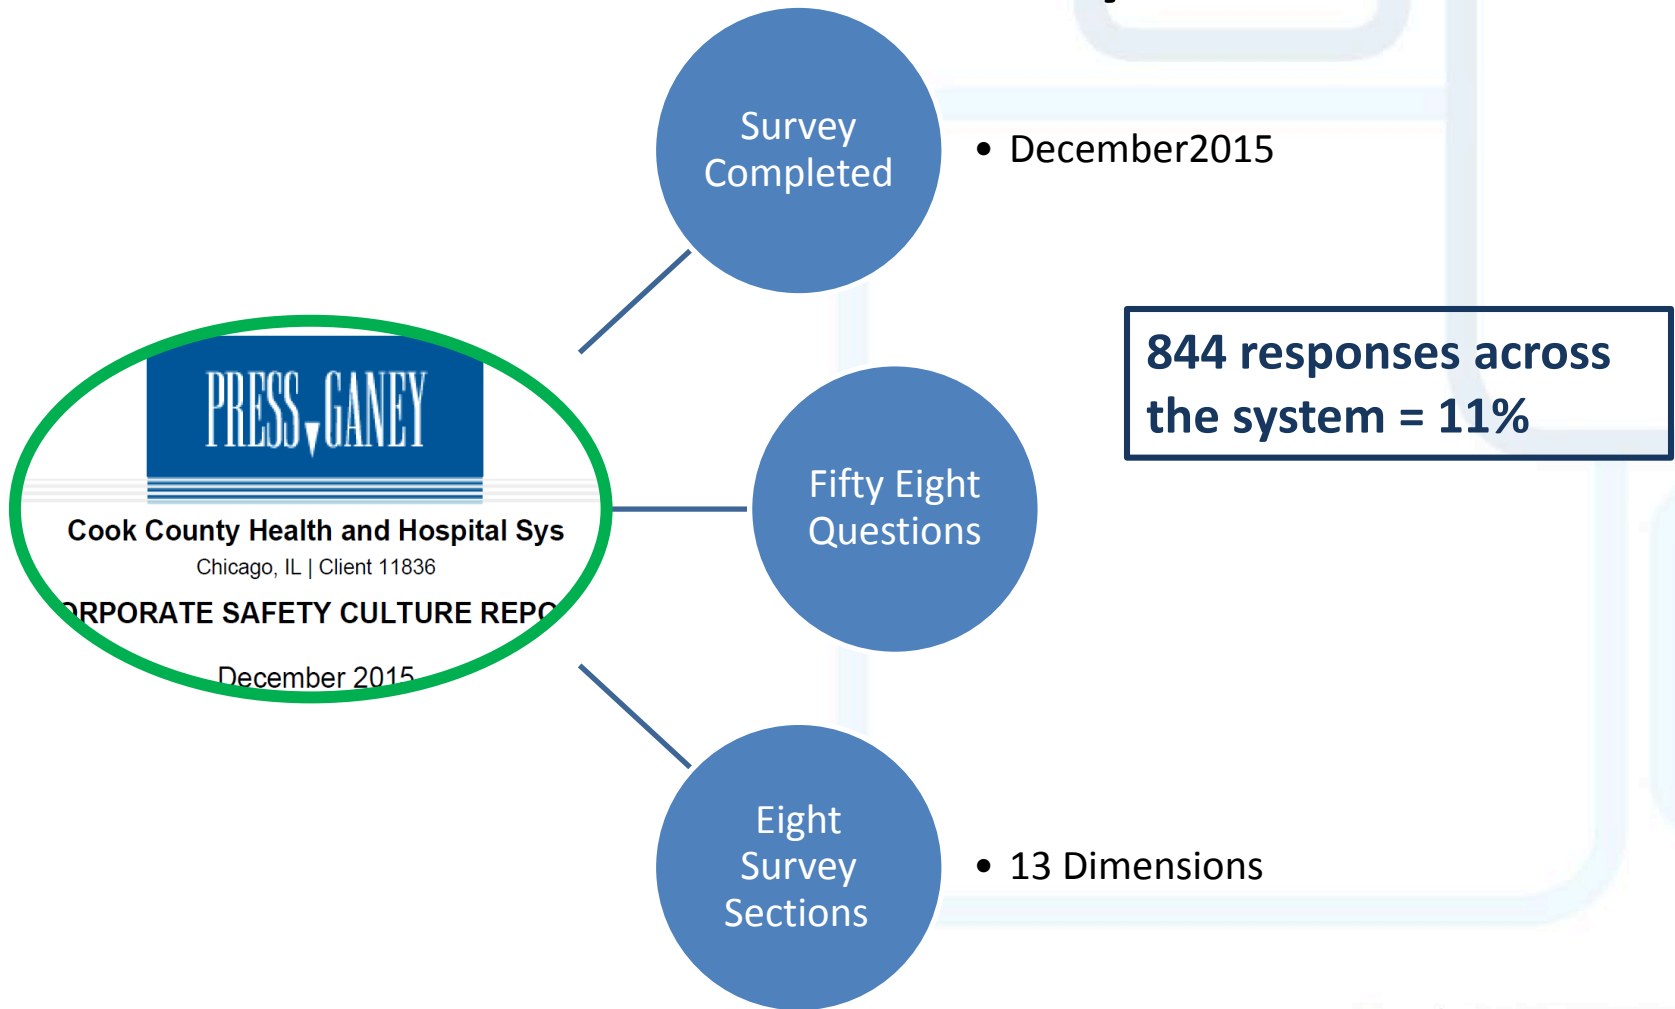 Survey
Completed
• December2015
844 responses across
the system = 11%
PRESS GANEY
Cook County Health and Hospital Sys
Chicago, IL | Client 11836
ORPORATE SAFETY CULTURE REPO
December 2015
Fifty Eight
Questions
Eight
Survey
Sections
• 13 Dimensions